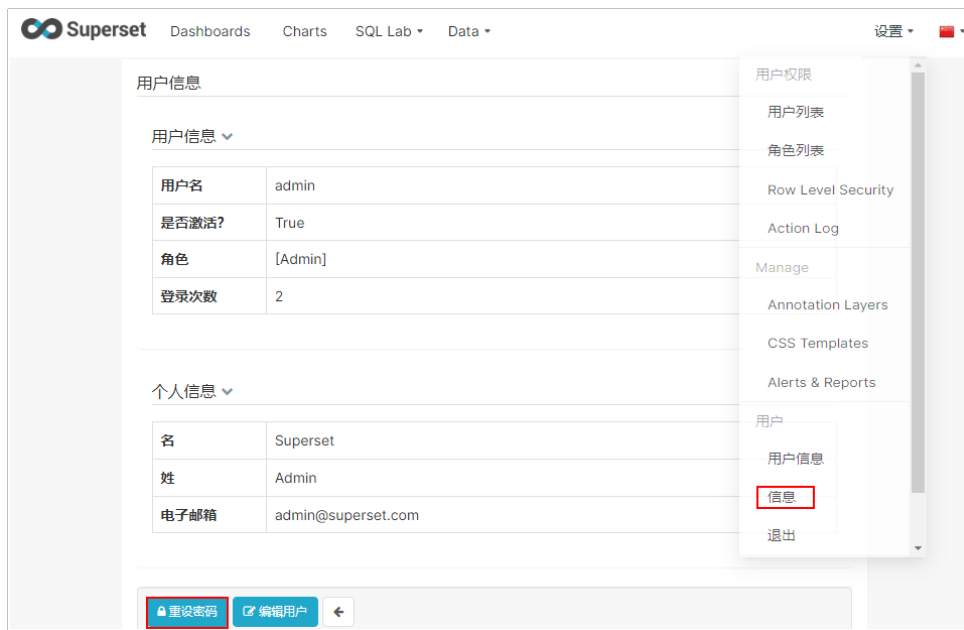 Superset Dashboards Charts SQL Lab Data 设置
用户信息
用户信息
用户名 admin
是否激活? True
角色 [Admin]
登录次数 2
个人信息
名 Superset
姓 Admin
电子邮箱 admin@superset.com
重设密码 编辑用户
用户权限
用户列表
角色列表
Row Level Security
Action Log
Manage
Annotation Layers
CSS Templates
Alerts & Reports
用户
用户信息
信息
退出